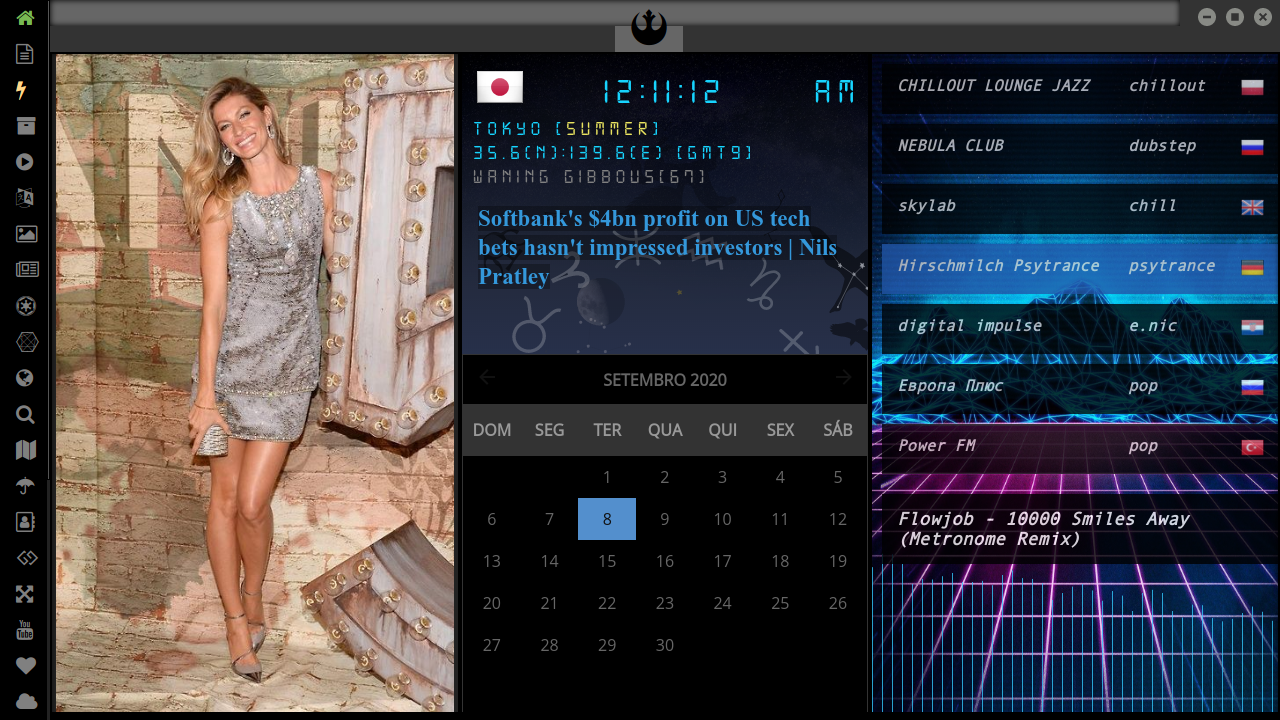 12:11:12 AM
TOKYO [SUMMER]
35.6(N):139.6(E) [GMT9]
WANING GIBBOUS[67]
Softbank's $4bn profit on US tech
bets hasn't impressed investors | Nils
Pratley
SETEMBRO 2020
DOM SEG TER QUA QUI SEX SÁB
1 2 3 4 5
6 7 8 9 10 11 12
13 14 15 16 17 18 19
20 21 22 23 24 25 26
27 28 29 30
CHILLOUT LOUNGE JAZZ chillout
NEBULA CLUB dubstep
skylab chill
Hirschmilch Psytrance psytrance
digital impulse e.nic
Европа Плюс pop
Power FM pop
Flowjob - 10000 Smiles Away
(Metronome Remix)
You
Tube